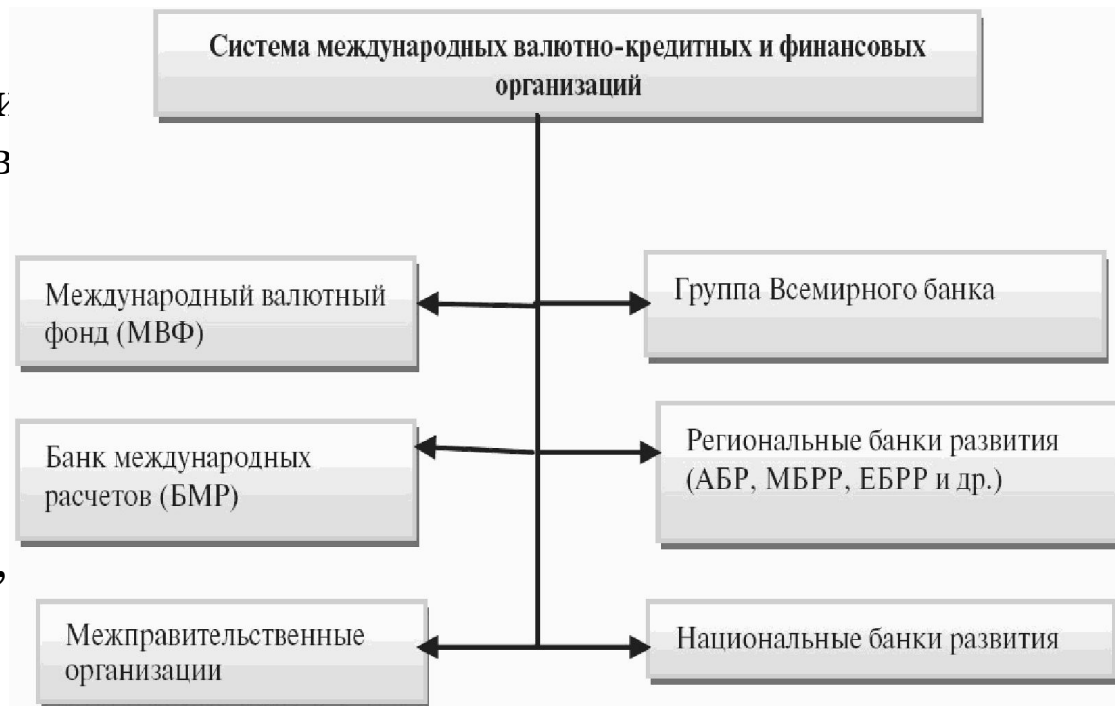 Система международных валютно-кредитных и финансовых
организаций
и
в
Международный валютный
фонд (МВФ)
Группа Всемирного банка
Банк международных
расчетов (БМР)
Региональные банки развития
(АБР, МБРР, ЕБРР и др.)
,
Межправительственные
организации
Национальные банки развития